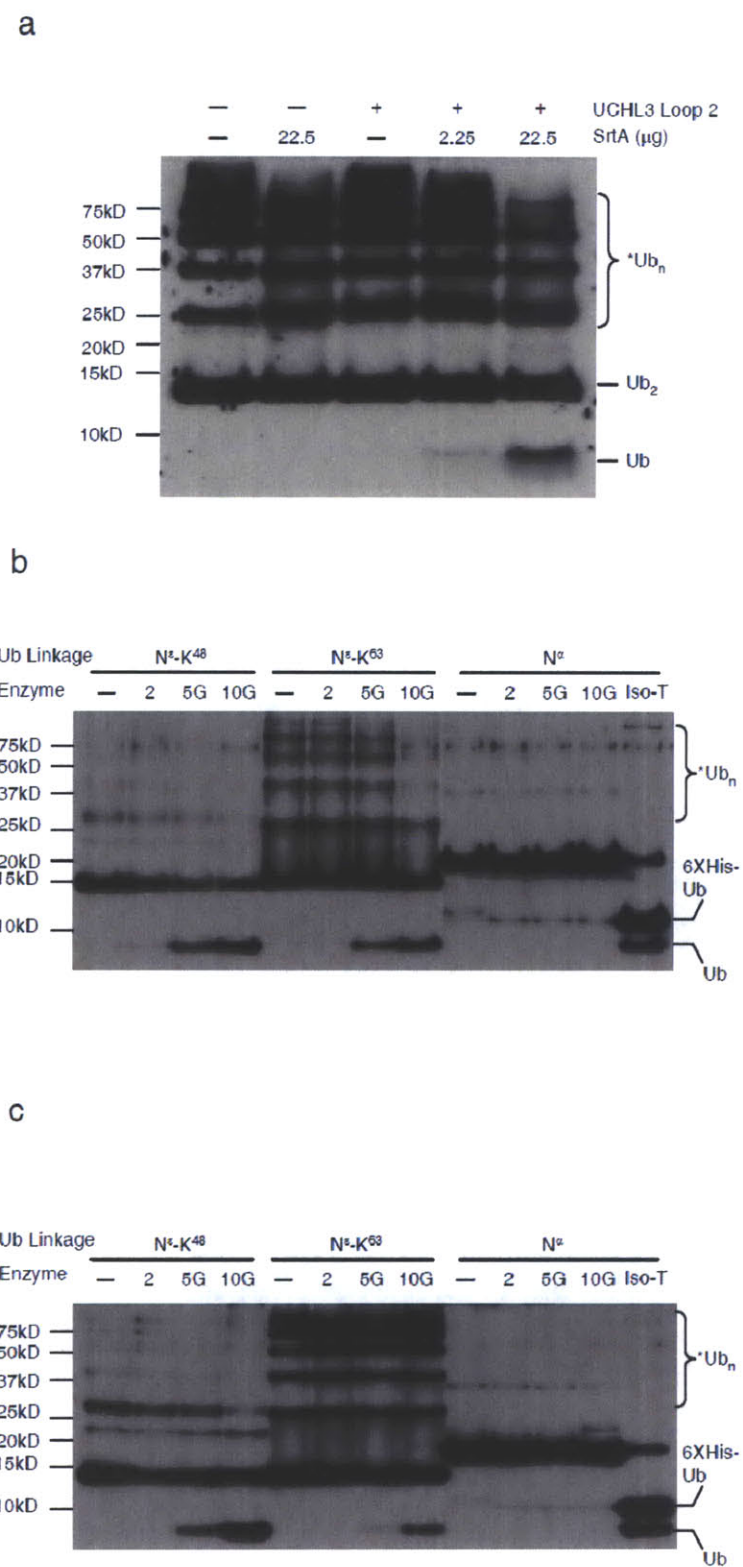 a
— — + + + UCHL3 Loop 2
— 22.5 — 2.25 22.5 SrtA (μg)
75kD
50kD
37kD
*Ubn
25kD
20kD
15kD
Ub2
10kD
Ub
b
Ub Linkage Nε-K48 Nε-K63 Nα
Enzyme — 2 5G 10G — 2 5G 10G — 2 5G 10G Iso-T
75kD
50kD
*Ubn
37kD
25kD
20kD
6XHis-
15kD
Ub
10kD
Ub
c
Ub Linkage Nε-K48 Nε-K63 Nα
Enzyme — 2 5G 10G — 2 5G 10G — 2 5G 10G Iso-T
75kD
50kD
*Ubn
37kD
25kD
20kD
6XHis-
15kD
Ub
10kD
Ub